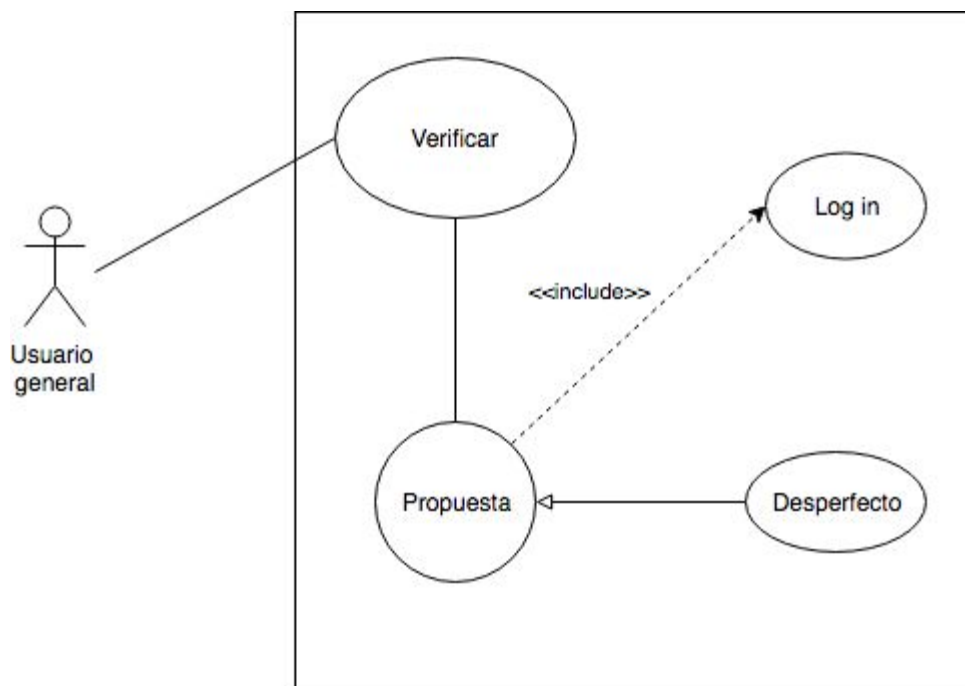 Verificar
Log in
<<include>>
Usuario
general
Propuesta
Desperfecto